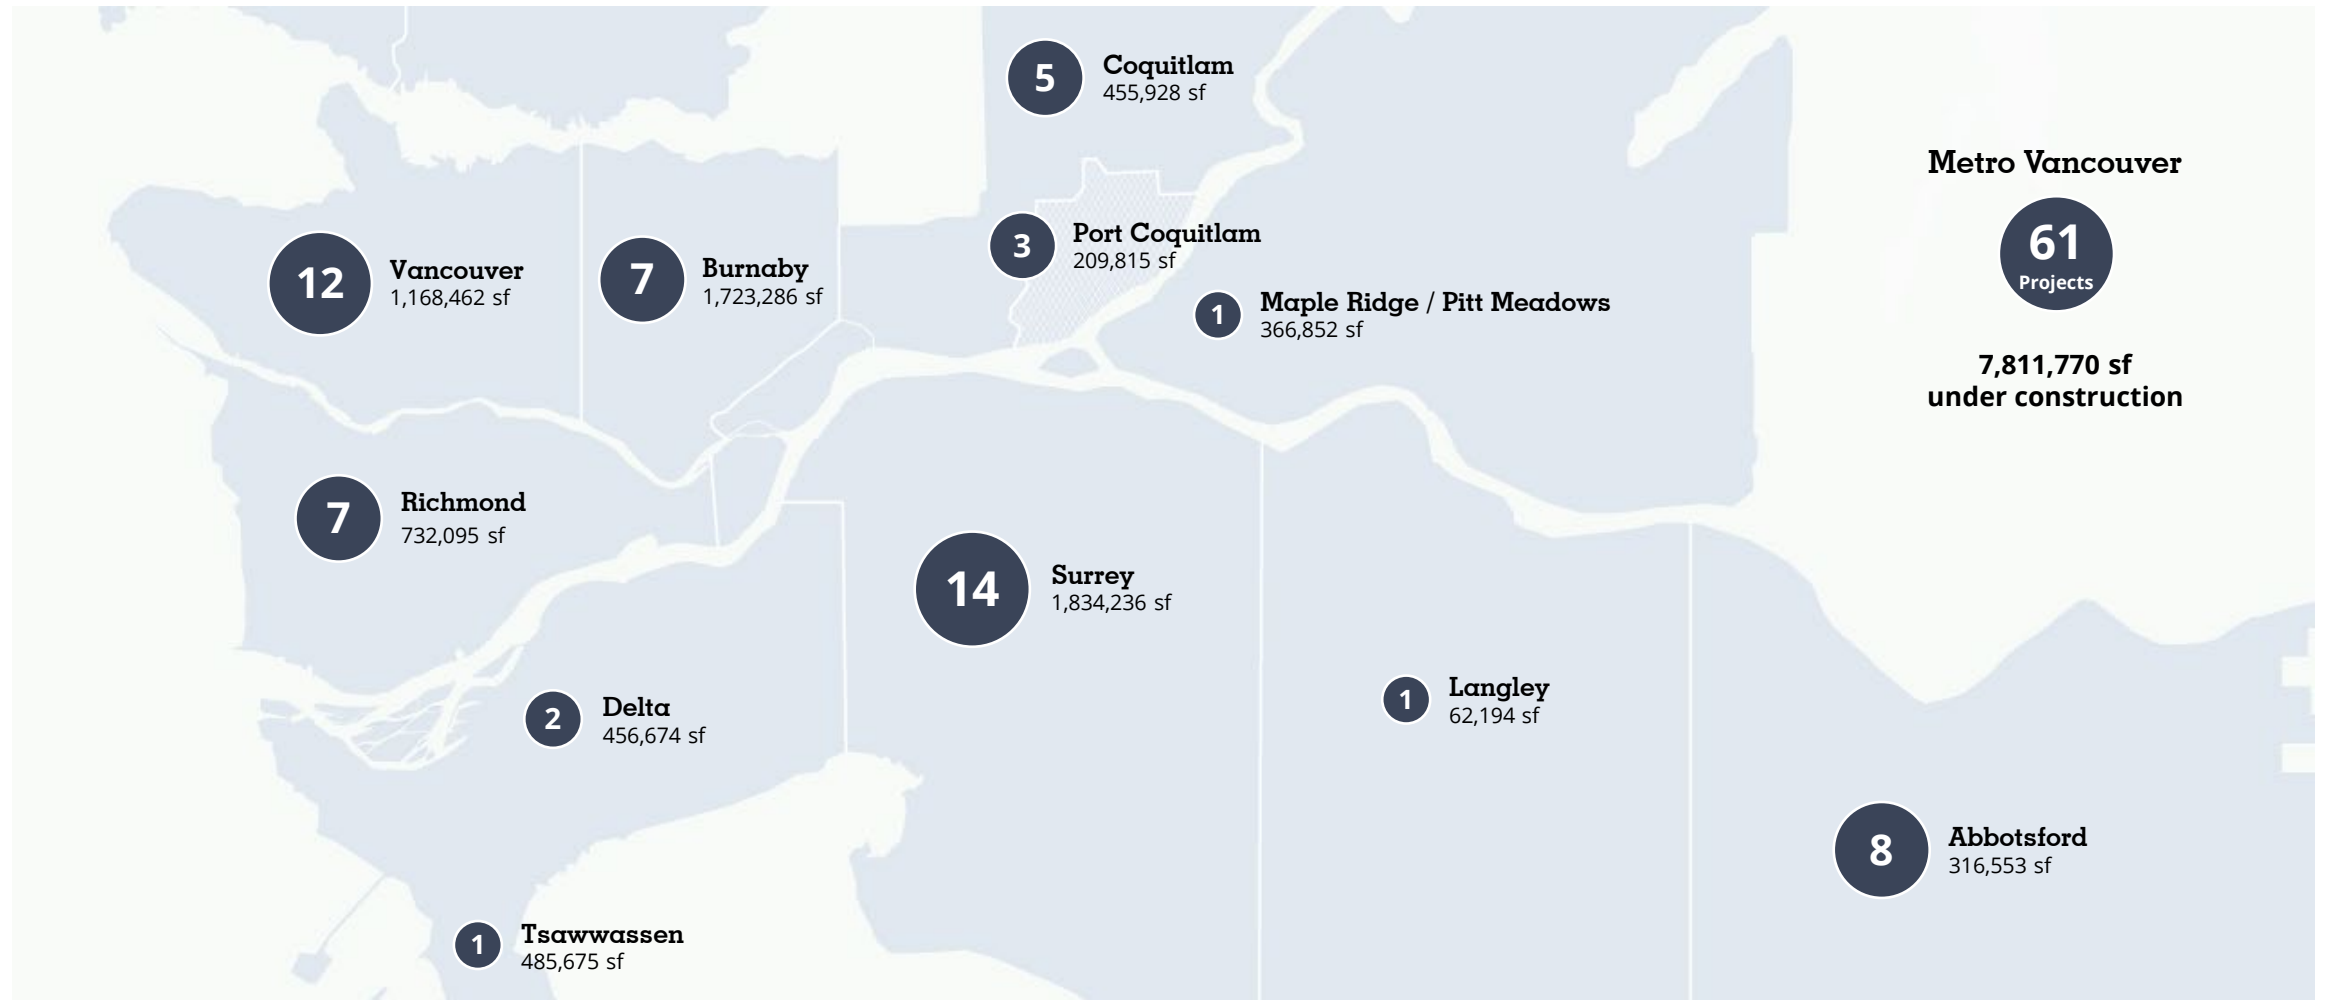 5
Coquitlam
455,928 sf
Metro Vancouver
61
Projects
7,811,770 sf
under construction
3
Port Coquitlam
209,815 sf
12
Vancouver
1,168,462 sf
7
Burnaby
1,723,286 sf
1
Maple Ridge / Pitt Meadows
366,852 sf
7
Richmond
732,095 sf
14
Surrey
1,834,236 sf
2
Delta
456,674 sf
1
Langley
62,194 sf
8
Abbotsford
316,553 sf
1
Tsawwassen
485,675 sf